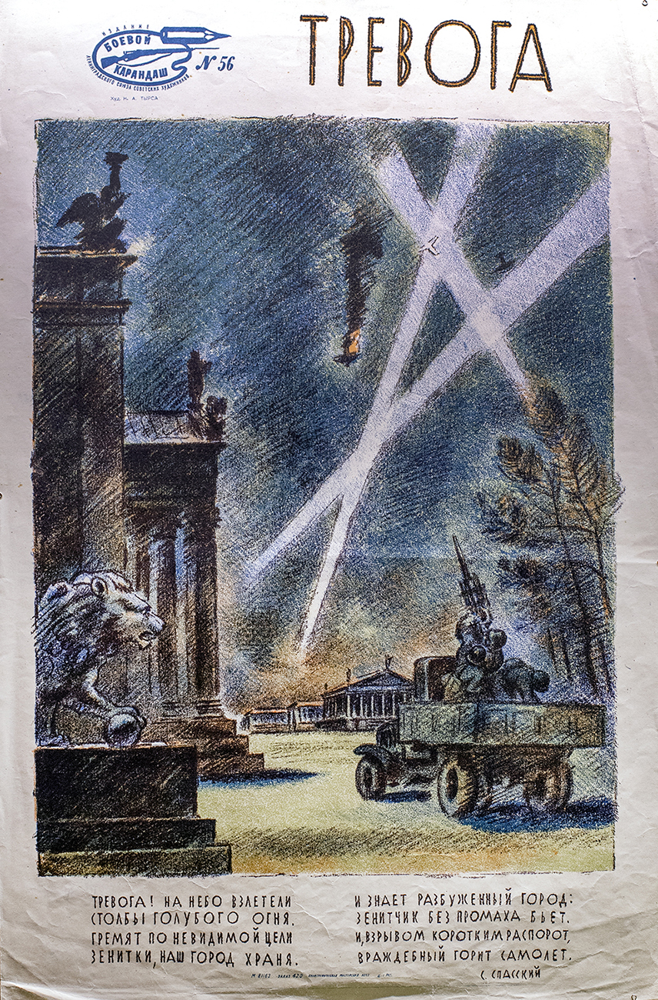 ИЗДАНИЕ
БОЕВОЙ
КАРАНДАШ
ЛЕНИНГРАДСКОГО СОЮЗА СОВЕТСКИХ ХУДОЖНИКОВ
№ 56
Худ. Н. А. ТЫРСА
ТРЕВОГА
ТРЕВОГА! НА НЕБО ВЗЛЕТЕЛИ
СТОЛБЫ ГОЛУБОГО ОГНЯ.
ГРЕМЯТ ПО НЕВИДИМОЙ ЦЕЛИ
ЗЕНИТКИ, НАШ ГОРОД ХРАНЯ.
И ЗНАЕТ РАЗБУЖЕННЫЙ ГОРОД:
ЗЕНИТЧИК БЕЗ ПРОМАХА БЬЕТ.
И, ВЗРЫВОМ КОРОТКИМ РАСПОРОТ,
ВРАЖДЕБНЫЙ ГОРИТ САМОЛЕТ.
С. СПАССКИЙ
ЗАКАЗ 420